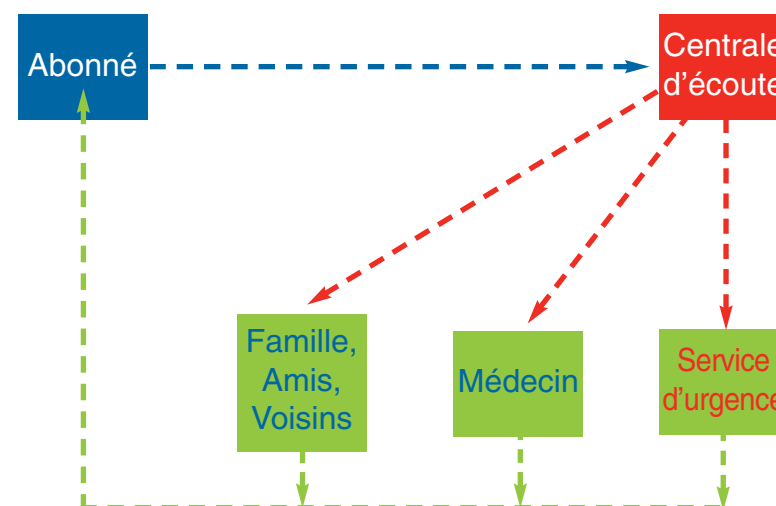 Abonné
Centrale
d'écoute
Famille,
Amis,
Voisins
Médecin
Service
d'urgence